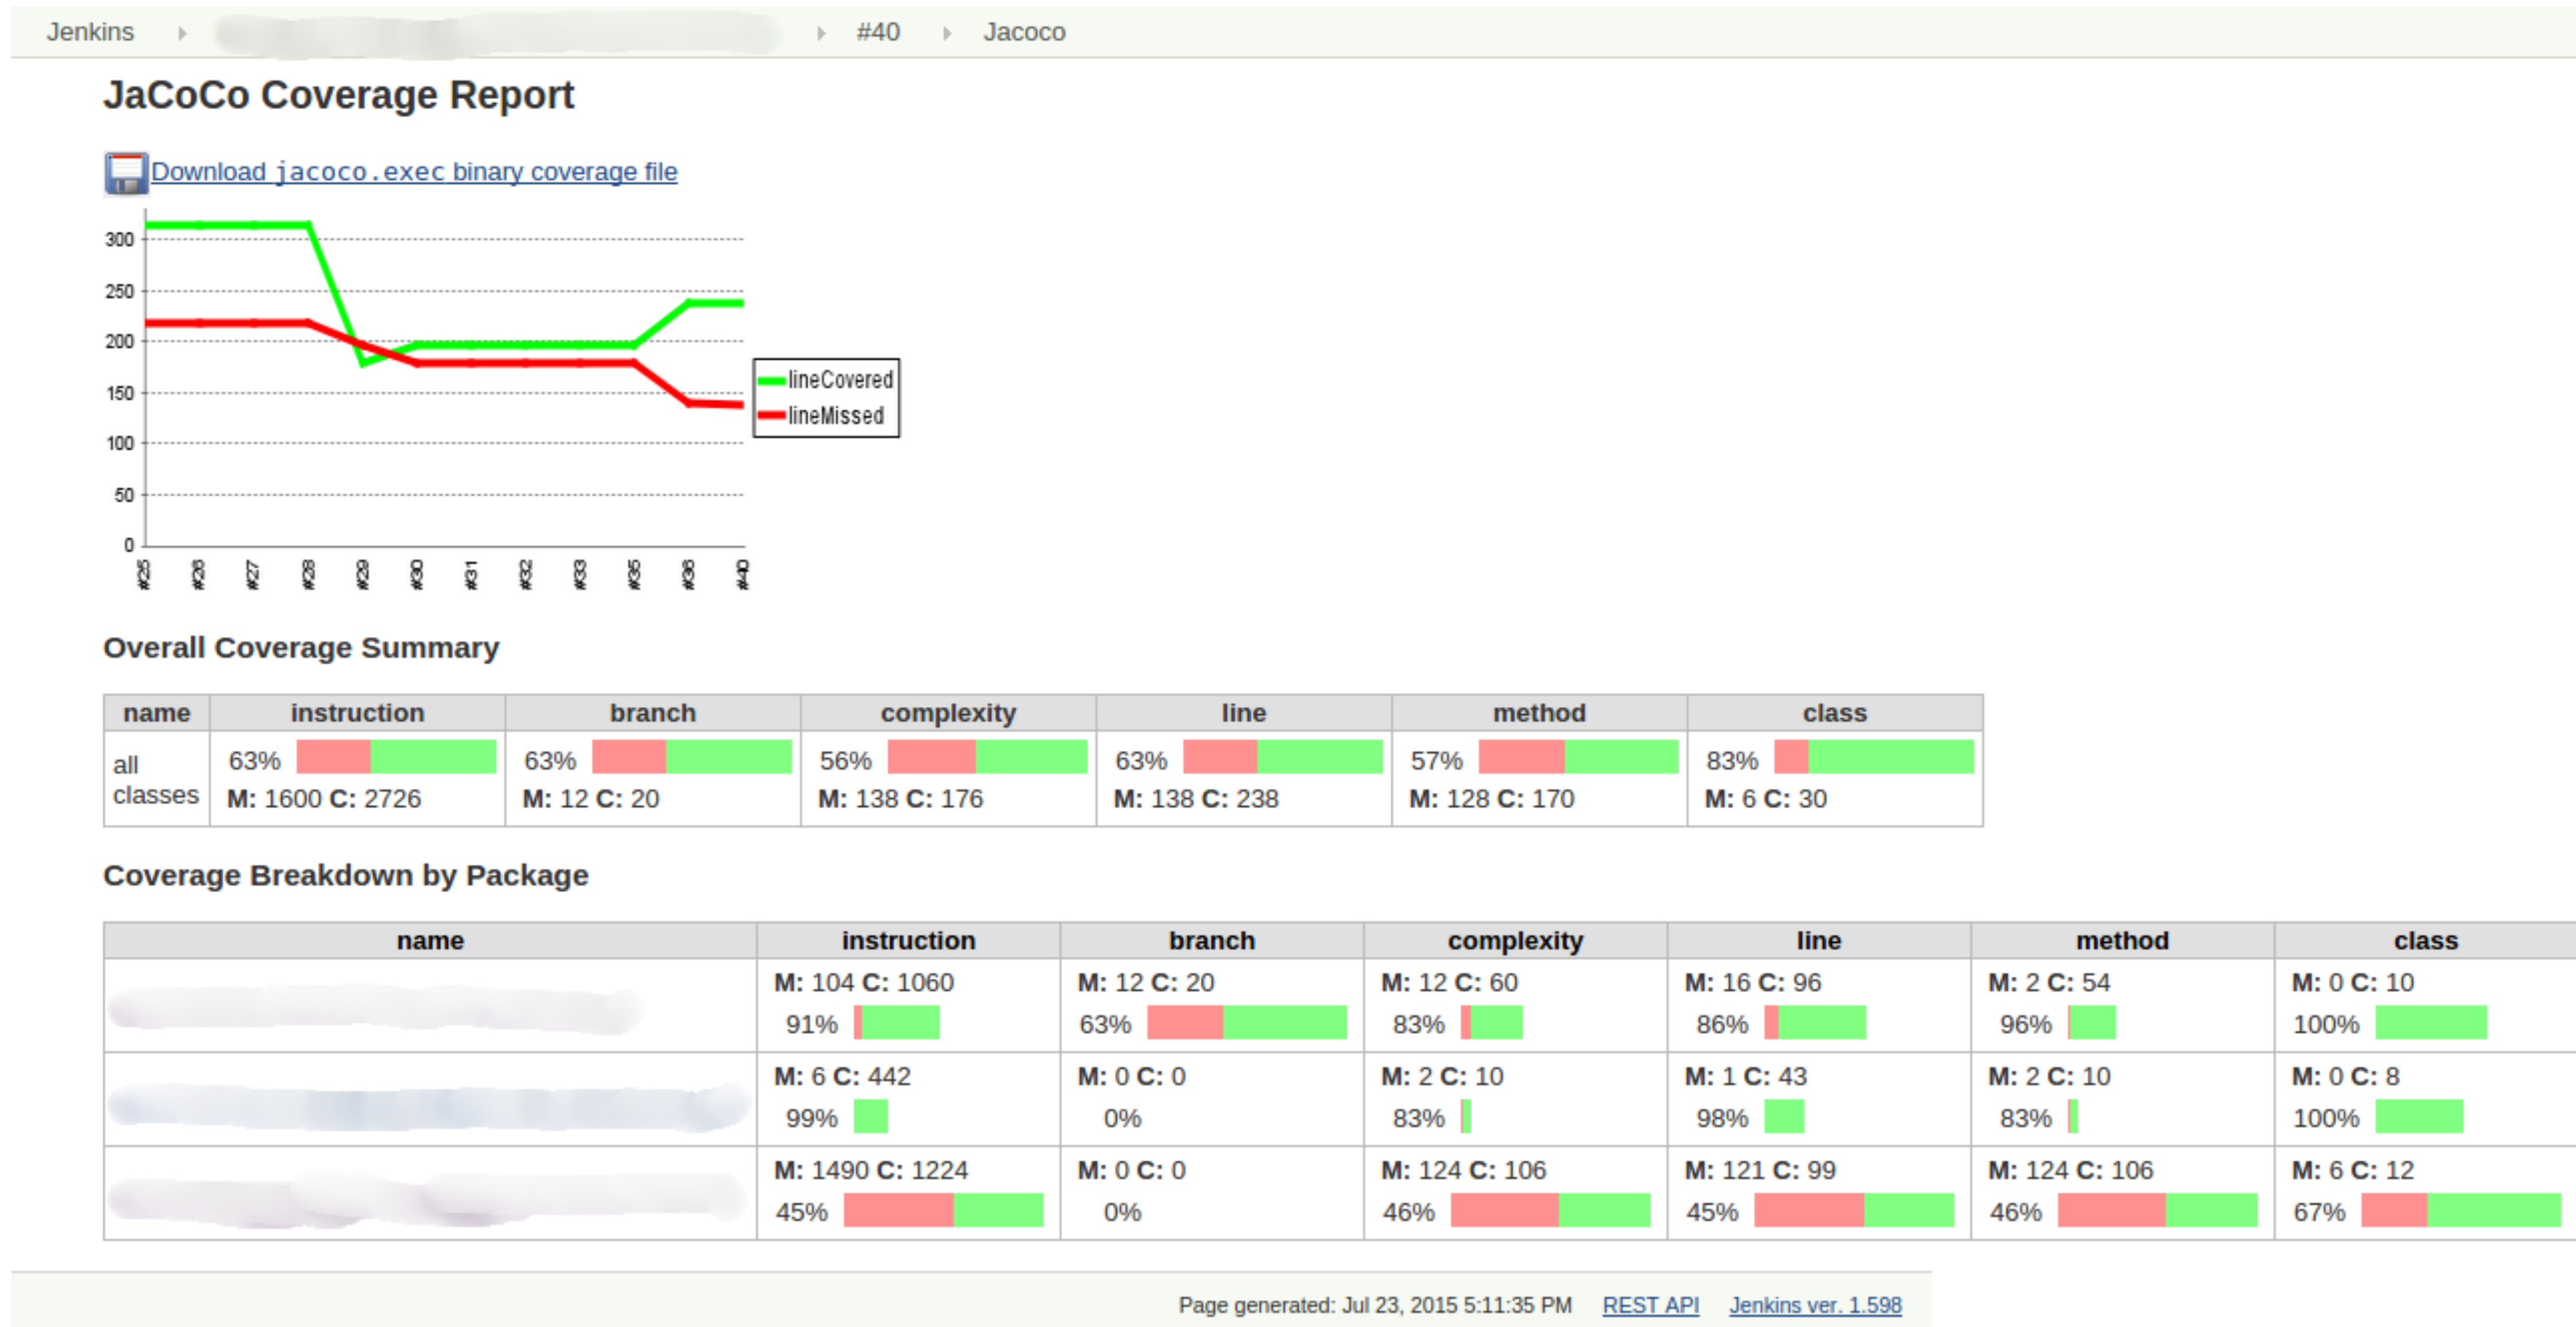 Jenkins #40 Jacoco
JaCoCo Coverage Report
Download jacoco.exec binary coverage file
300
250
200
150
100
50
0
lineCovered
lineMissed
#25 #26 #27 #28 #29 #30 #31 #32 #33 #35 #36 #40
Overall Coverage Summary
name instruction branch complexity line method class
all classes
63% 63% 56% 63% 57% 83%
M: 1600 C: 2726 M: 12 C: 20 M: 138 C: 176 M: 138 C: 238 M: 128 C: 170 M: 6 C: 30
Coverage Breakdown by Package
name instruction branch complexity line method class
M: 104 C: 1060 M: 12 C: 20 M: 12 C: 60 M: 16 C: 96 M: 2 C: 54 M: 0 C: 10
91% 63% 83% 86% 96% 100%
M: 6 C: 442 M: 0 C: 0 M: 2 C: 10 M: 1 C: 43 M: 2 C: 10 M: 0 C: 8
99% 0% 83% 98% 83% 100%
M: 1490 C: 1224 M: 0 C: 0 M: 124 C: 106 M: 121 C: 99 M: 124 C: 106 M: 6 C: 12
45% 0% 46% 45% 46% 67%
Page generated: Jul 23, 2015 5:11:35 PM REST API Jenkins ver. 1.598